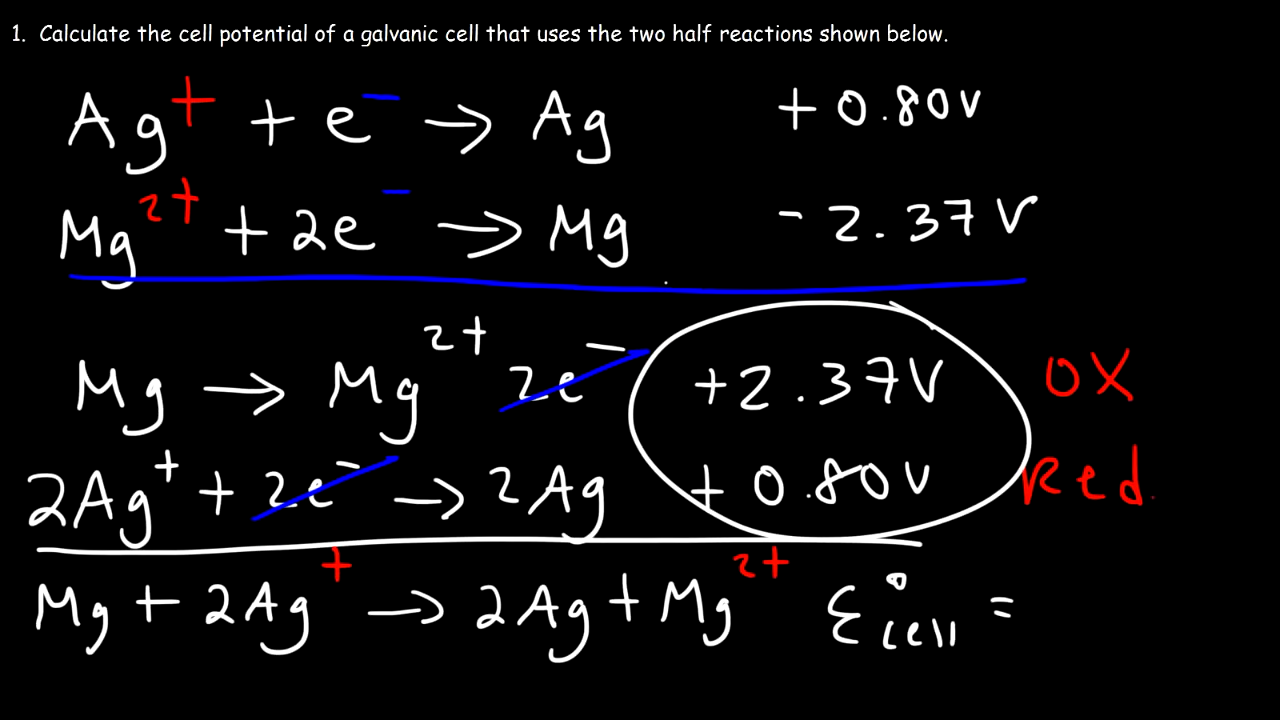 1. Calculate the cell potential of a galvanic cell that uses the two half reactions shown below.
Ag⁺ + e⁻ → Ag +0.80V
Mg²⁺ + 2e⁻ → Mg -2.37V
Mg → Mg²⁺ 2e⁻ +2.37V OX
2Ag⁺ + 2e⁻ → 2Ag +0.80V Red.
Mg + 2Ag⁺ → 2Ag + Mg²⁺ Ɛ°cell =